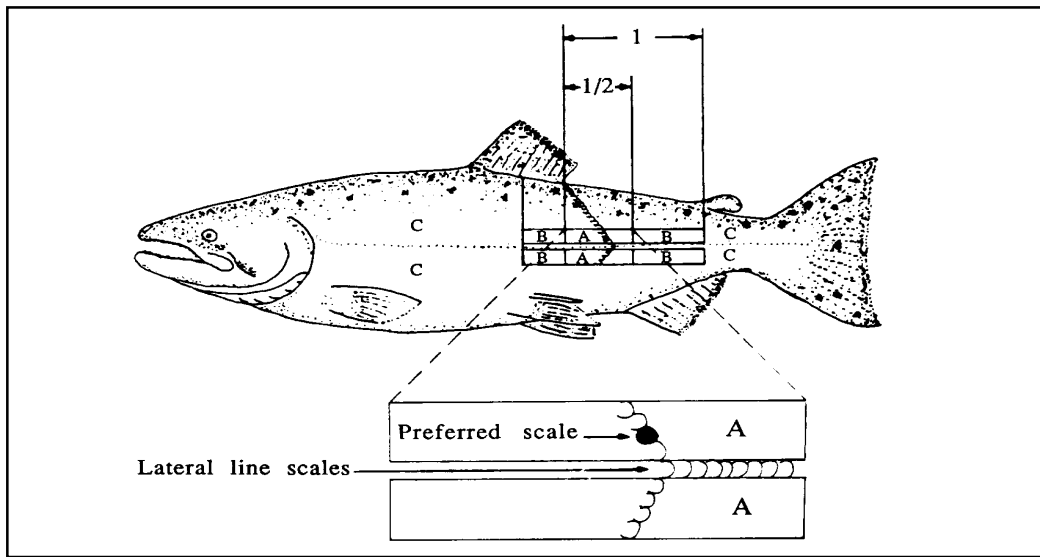 1
1/2
C
B A B C
B A B C
C
Preferred scale
A
Lateral line scales
A